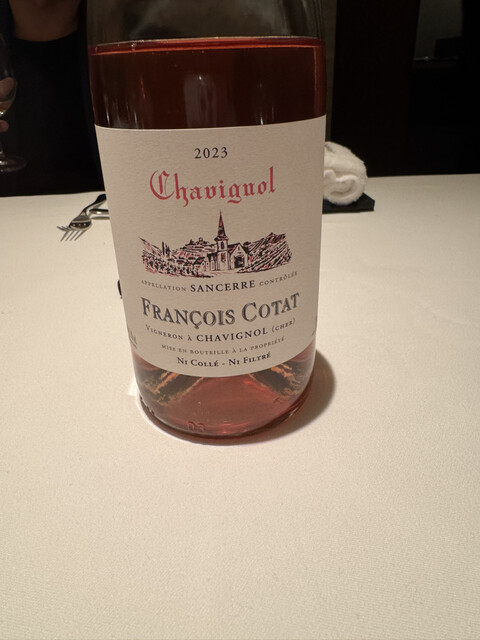 2023
Chavignol
APPELLATION SANCERRE CONTRÔLÉE
FRANÇOIS COTAT
VIGNERON À CHAVIGNOL (CHER)
MISE EN BOUTEILLE À LA PROPRIÉTÉ
NI COLLÉ - NI FILTRÉ